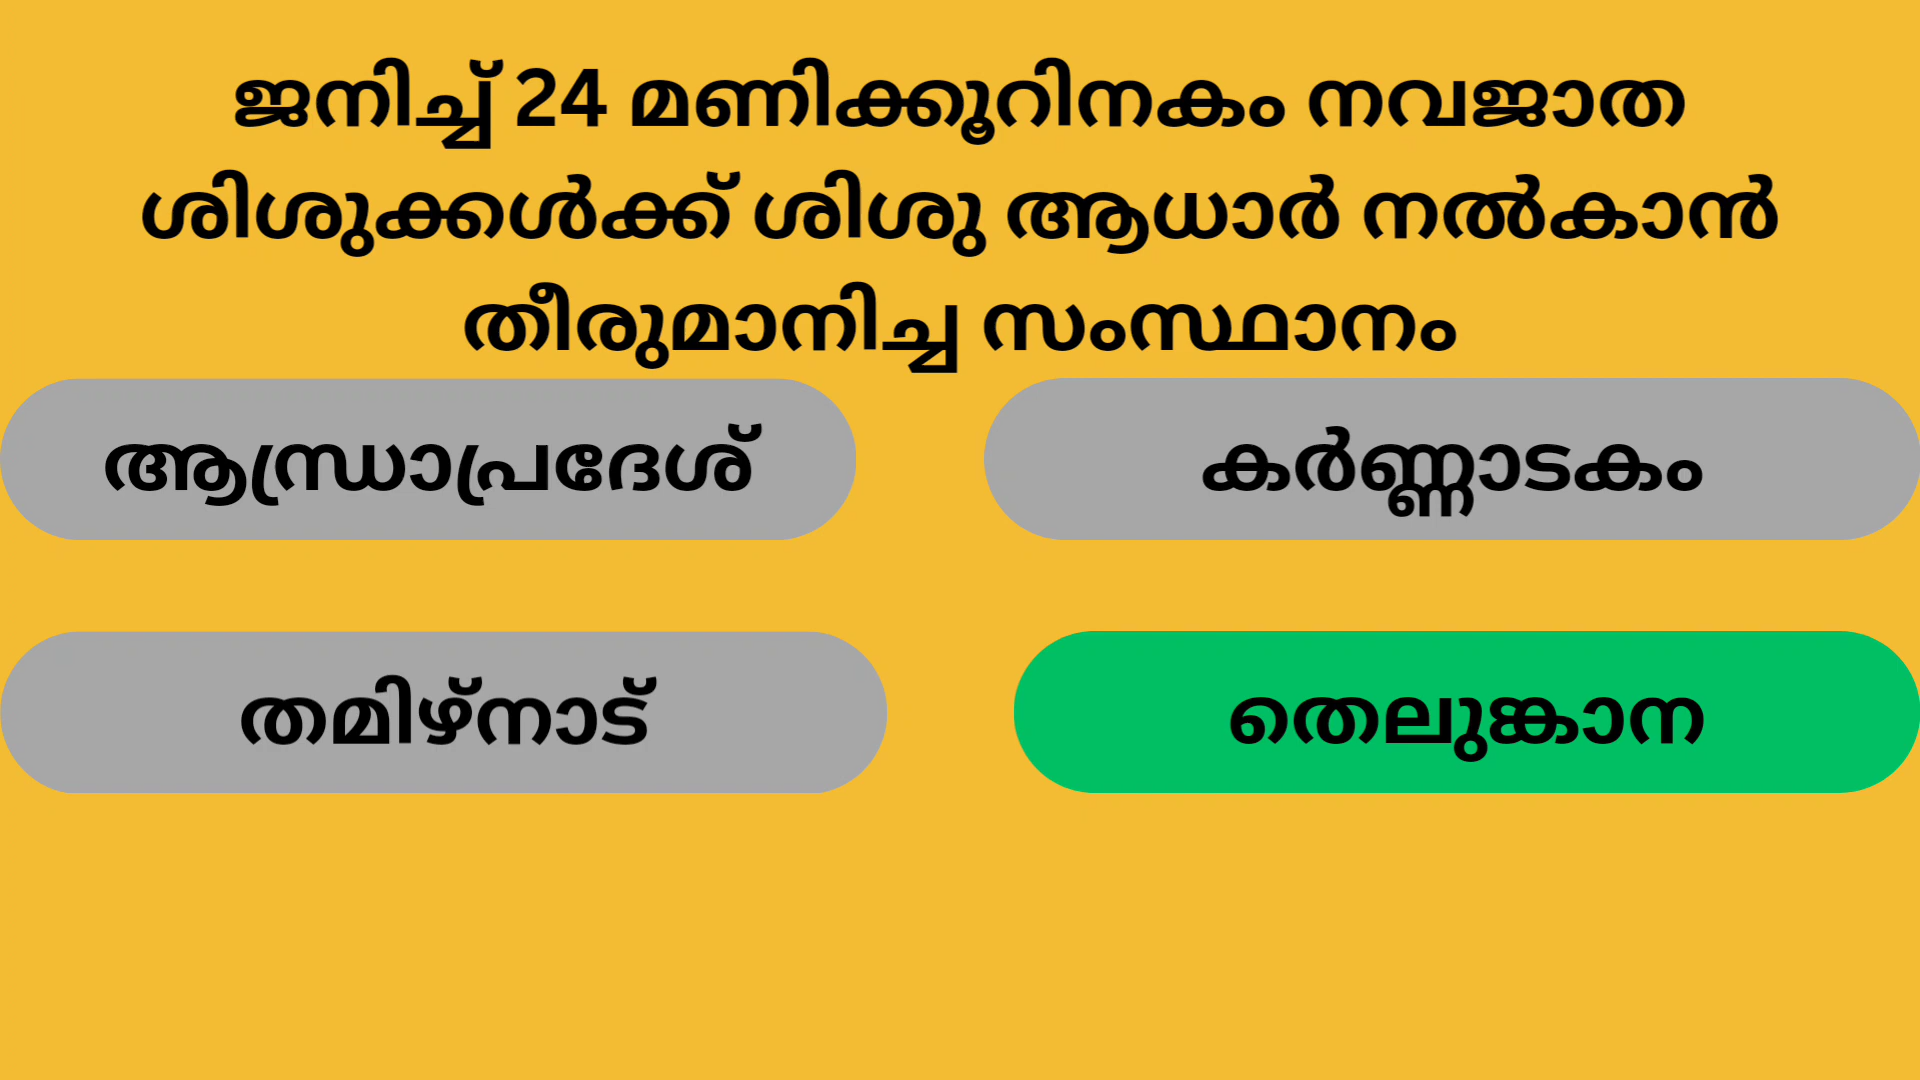 ജനിച്ച് 24 മണിക്കൂറിനകം നവജാത
ശിശുക്കൾക്ക് ശിശു ആധാർ നൽകാൻ
തീരുമാനിച്ച സംസ്ഥാനം
ആന്ധ്രാപ്രദേശ്
കർണ്ണാടകം
തമിഴ്നാട്
തെലുങ്കാന